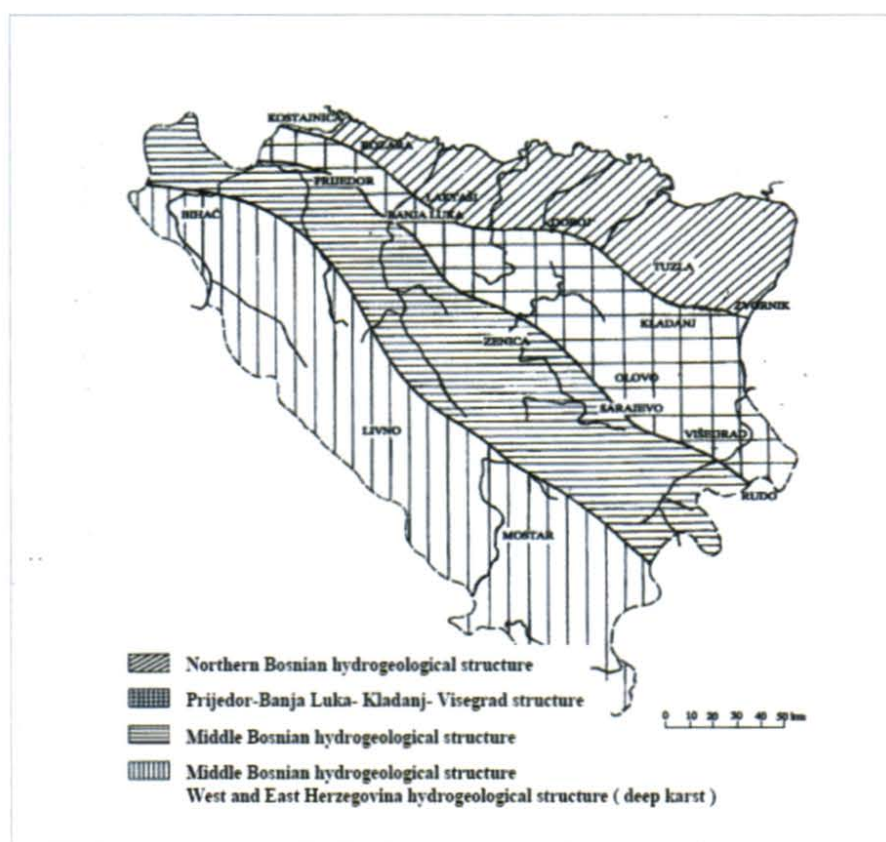 KOSTAJNICA
KOZARA
PRIJEDOR
LAKTAŠI
BANJA LUKA
BIHAĆ
DOBOJ
TUZLA
ZVORNIK
KLADANJ
ZENICA
OLOVO
SARAJEVO
LIVNO
VIŠEGRAD
RUDO
MOSTAR
Northern Bosnian hydrogeological structure
Prijedor-Banja Luka- Kladanj- Visegrad structure
Middle Bosnian hydrogeological structure
Middle Bosnian hydrogeological structure
West and East Herzegovina hydrogeological structure ( deep karst )
0 10 20 30 40 50 km